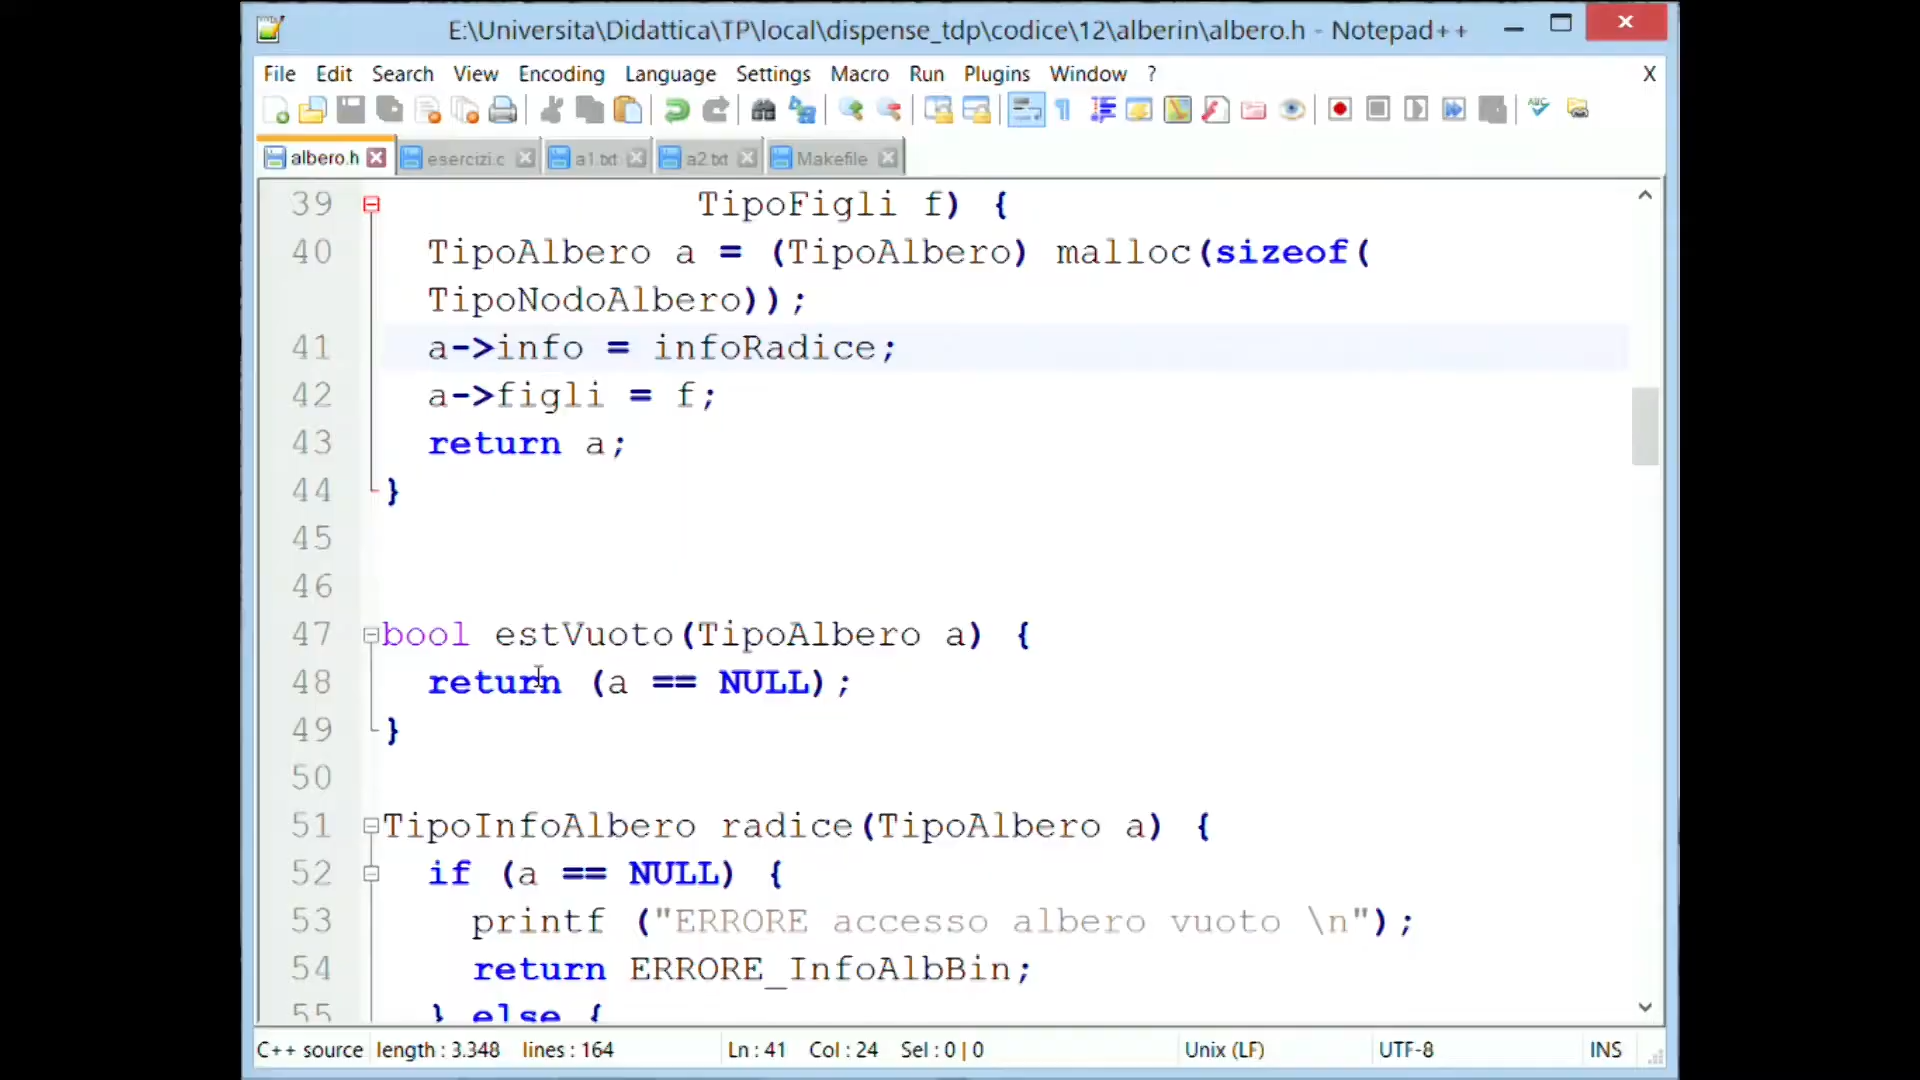 E:\Universita\Didattica\TP\local\dispense_tdp\codice\12\alberin\albero.h - Notepad++
File Edit Search View Encoding Language Settings Macro Run Plugins Window ? X
albero.h esercizi.c a1.txt a2.txt Makefile
39 TipoFigli f) {
40 TipoAlbero a = (TipoAlbero) malloc(sizeof(
TipoNodoAlbero));
41 a->info = infoRadice;
42 a->figli = f;
43 return a;
44 }
45
46
47 bool estVuoto(TipoAlbero a) {
48 return (a == NULL);
49 }
50
51 TipoInfoAlbero radice(TipoAlbero a) {
52 if (a == NULL) {
53 printf ("ERRORE accesso albero vuoto \n");
54 return ERRORE_InfoAlbBin;
55 } else {
C++ source length : 3.348 lines : 164 Ln : 41 Col : 24 Sel : 0 | 0 Unix (LF) UTF-8 INS